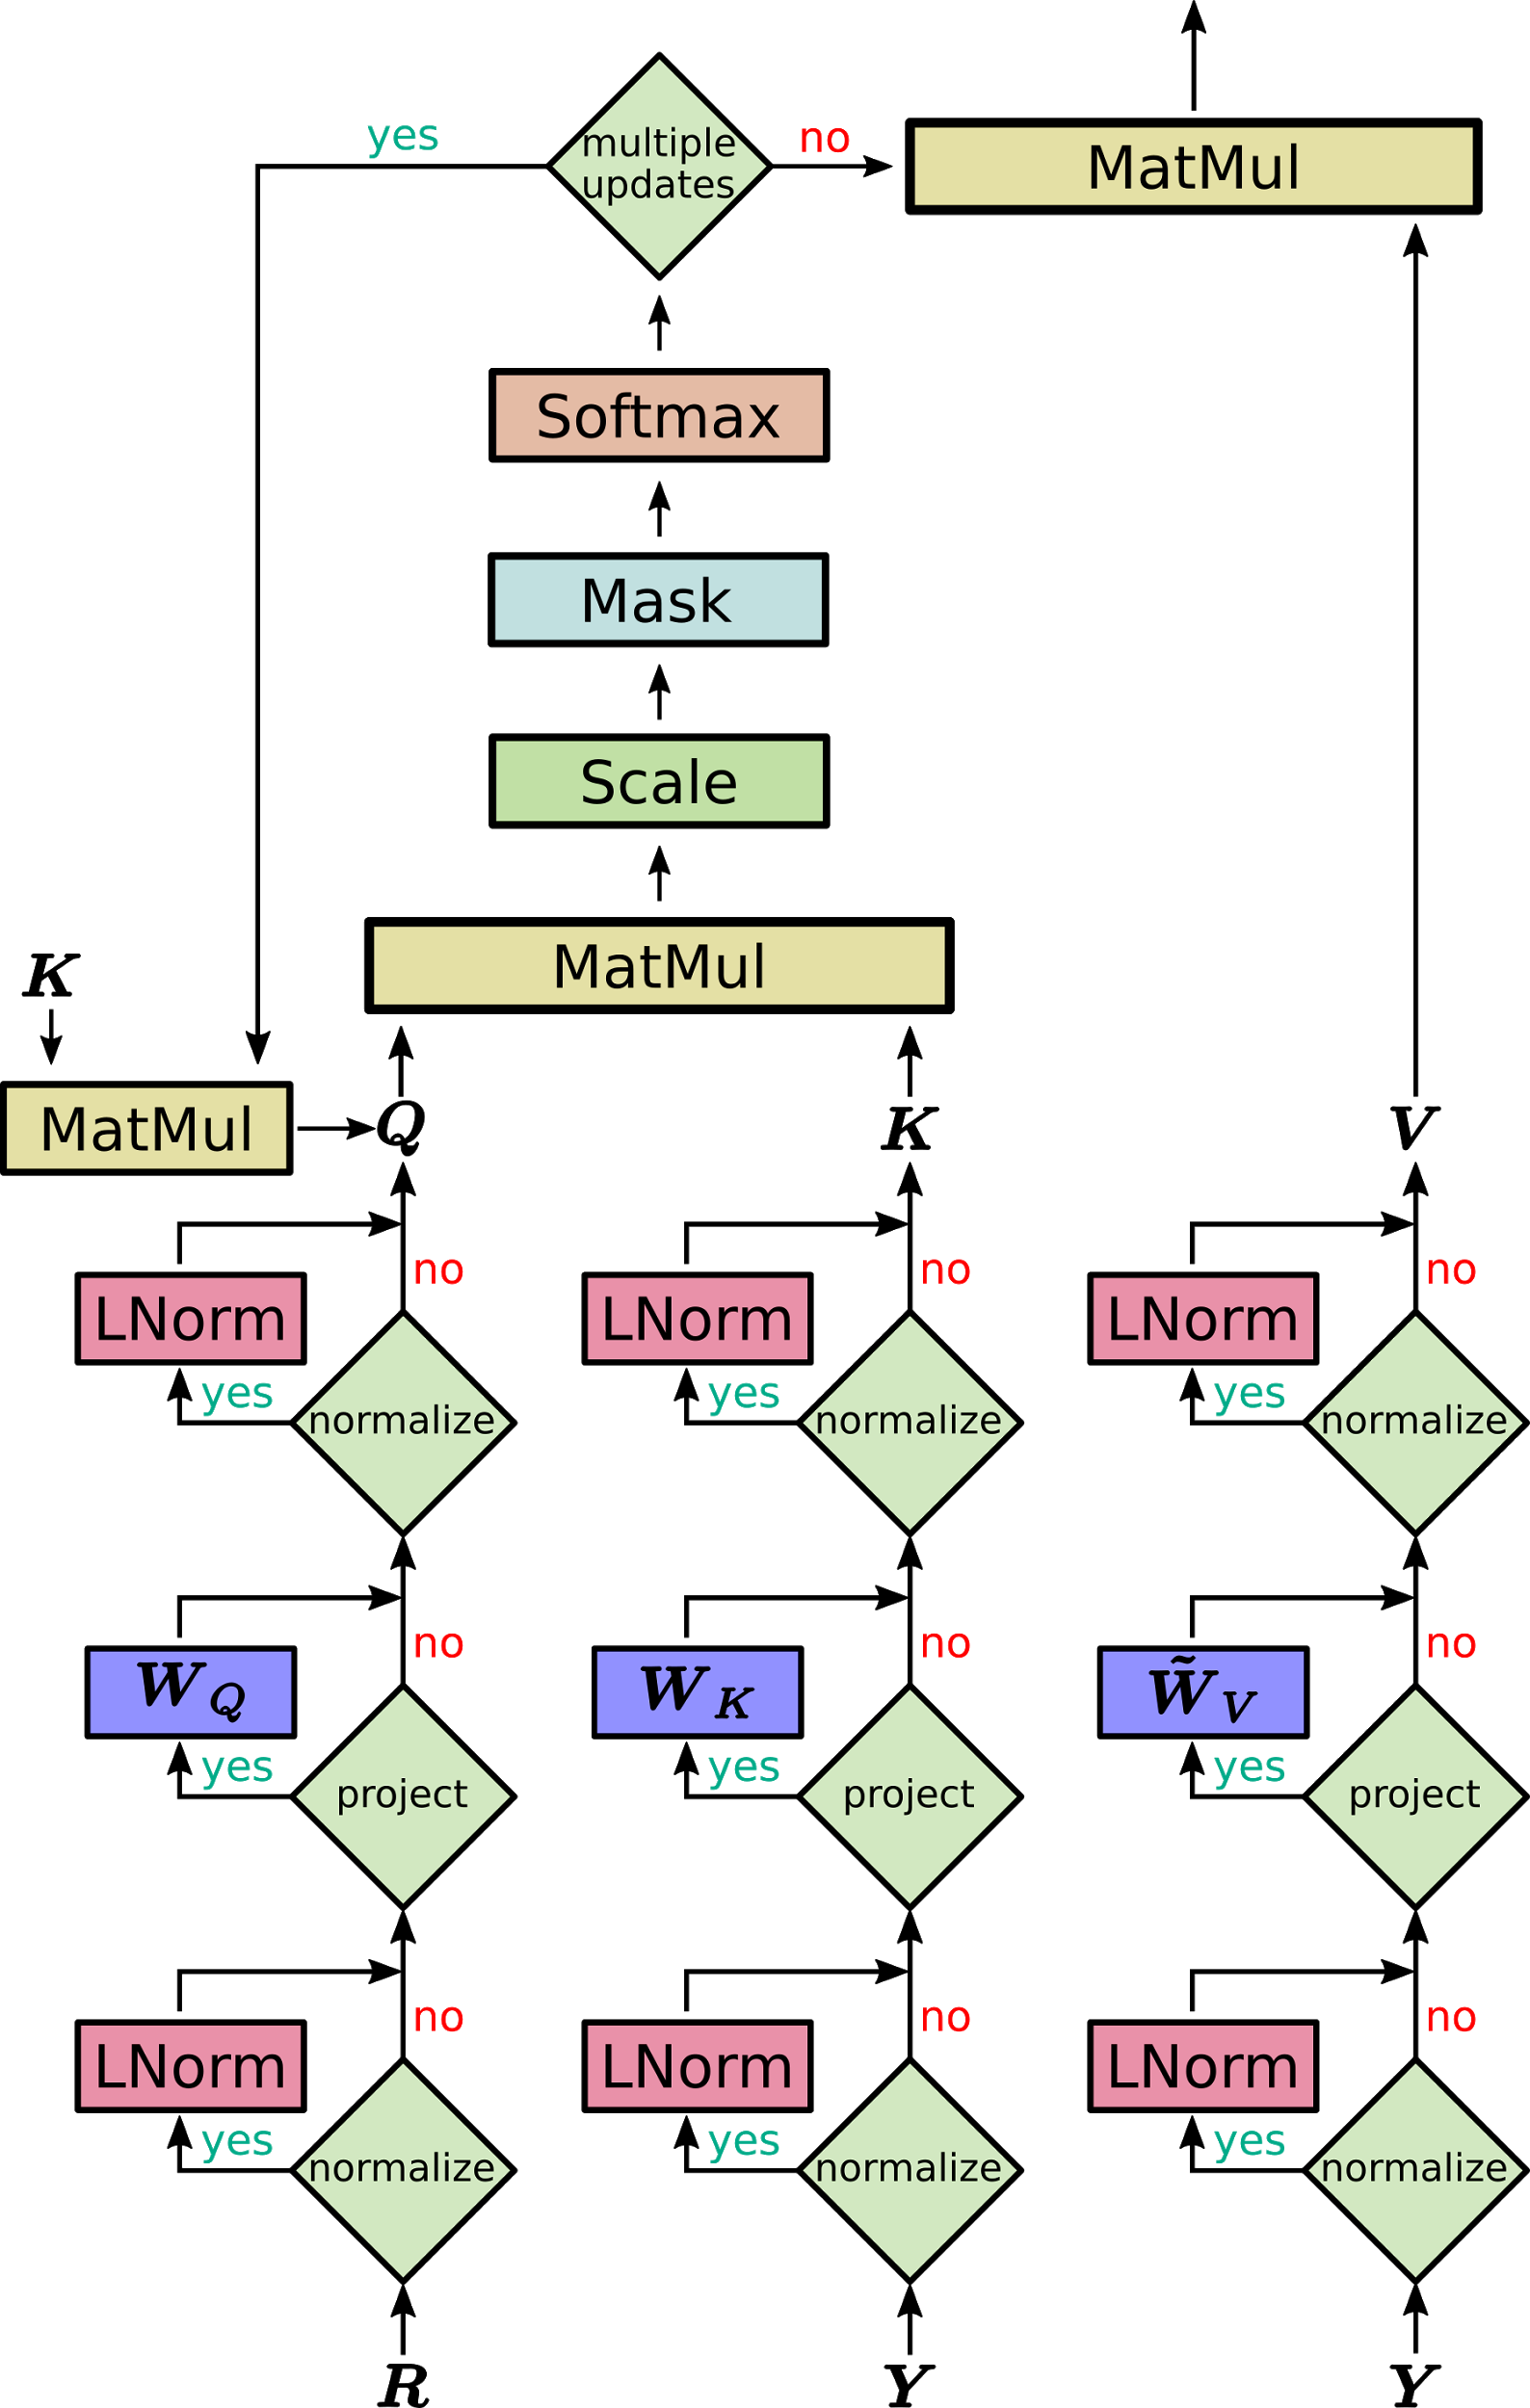 yes
multiple
updates
no
MatMul
Softmax
Mask
Scale
MatMul
K
MatMul
Q
K
V
no
no
no
LNorm
LNorm
LNorm
yes
normalize
yes
normalize
yes
normalize
no
no
no
W_Q
W_K
W̃_V
yes
project
yes
project
yes
project
no
no
no
LNorm
LNorm
LNorm
yes
normalize
yes
normalize
yes
normalize
R
Y
Y